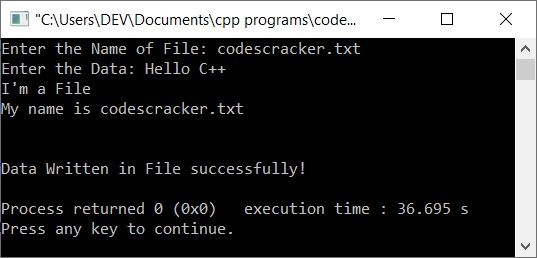 "C:\Users\DEV\Documents\cpp programs\code...
Enter the Name of File: codescracker.txt
Enter the Data: Hello C++
I'm a File
My name is codescracker.txt
Data Written in File successfully!
Process returned 0 (0x0)   execution time : 36.695 s
Press any key to continue.